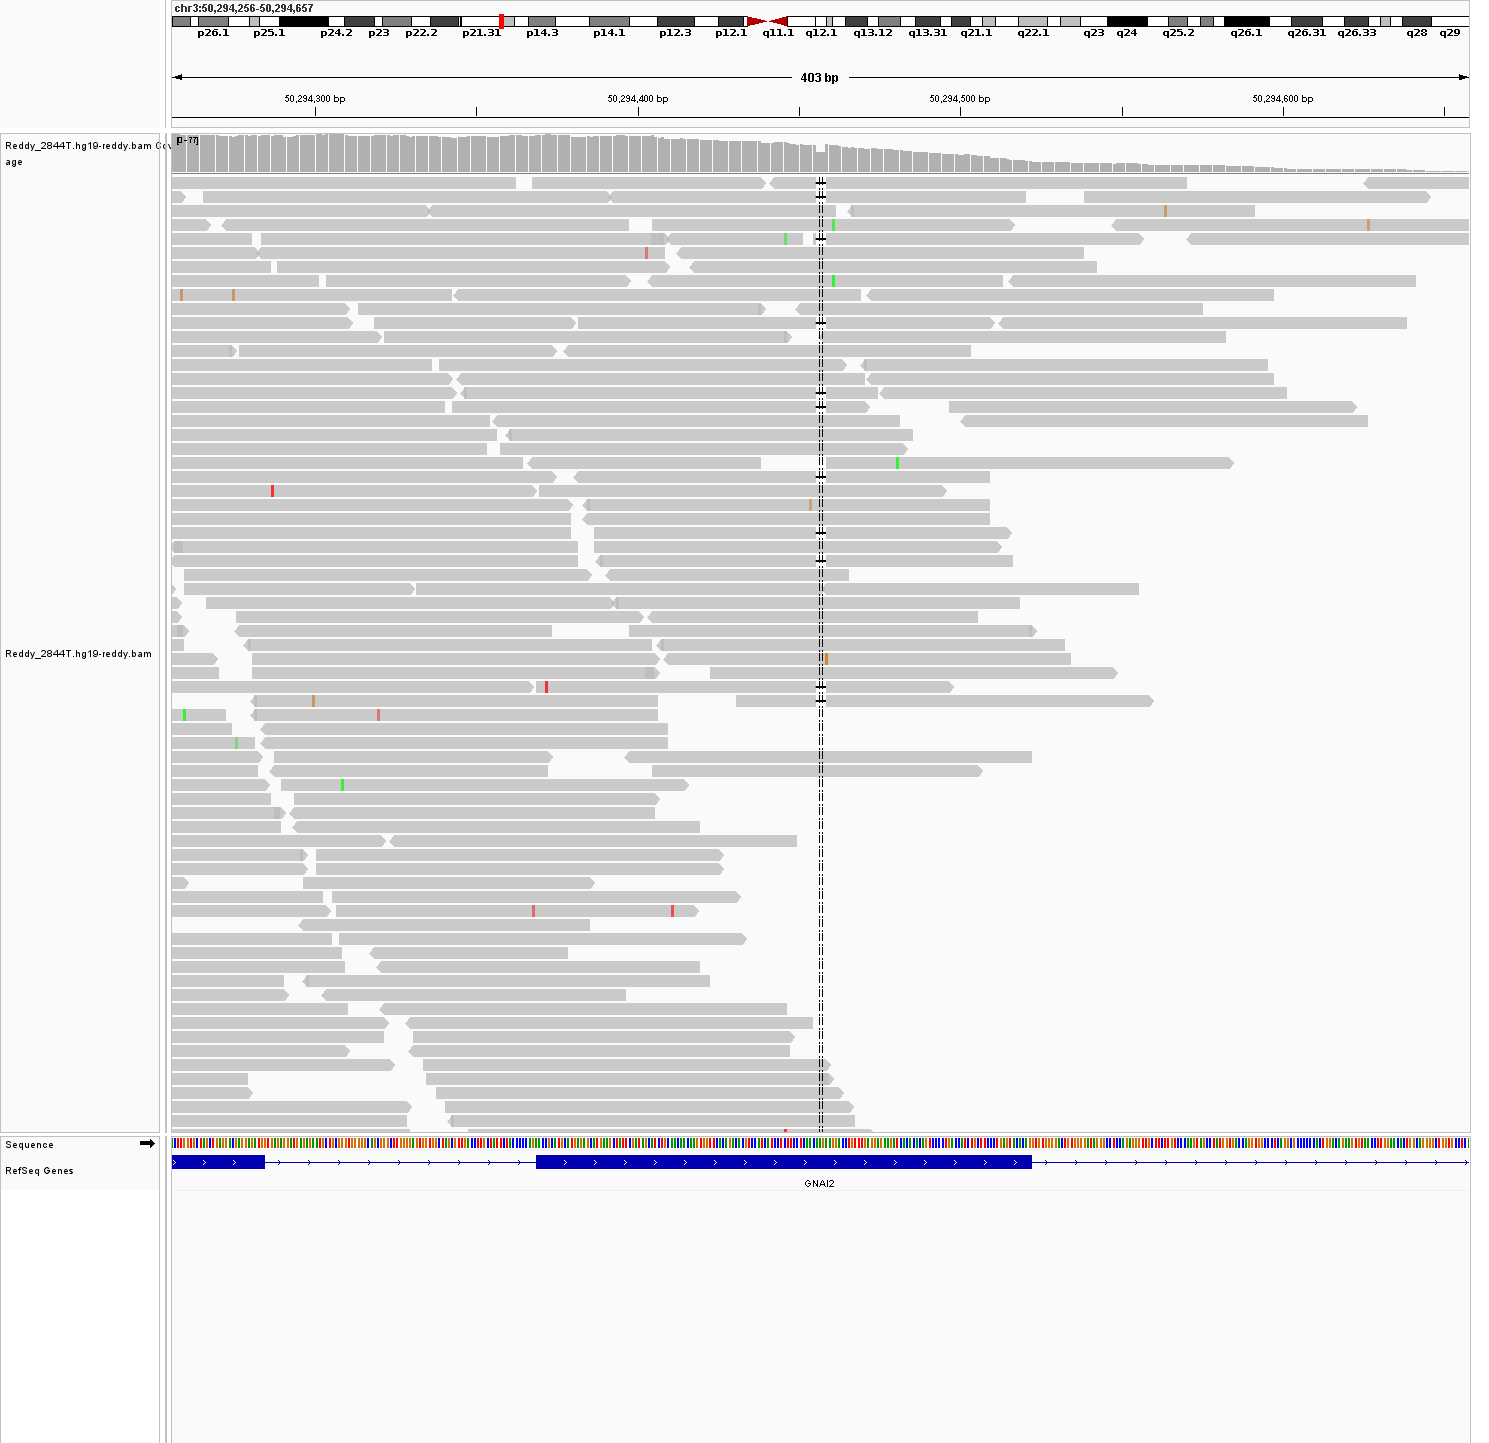 chr3:50,294,256-50,294,657
p26.1 p25.1 p24.2 p23 p22.2 p21.31 p14.3 p14.1 p12.3 p12.1 q11.1 q12.1 q13.12 q13.31 q21.1 q22.1 q23 q24 q25.2 q26.1 q26.31 q26.33 q28 q29
403 bp
50,294,300 bp 50,294,400 bp 50,294,500 bp 50,294,600 bp
Reddy_2844T.hg19-reddy.bam Cov
age
[0 - 77]
Reddy_2844T.hg19-reddy.bam
Sequence
RefSeq Genes
GNAI2